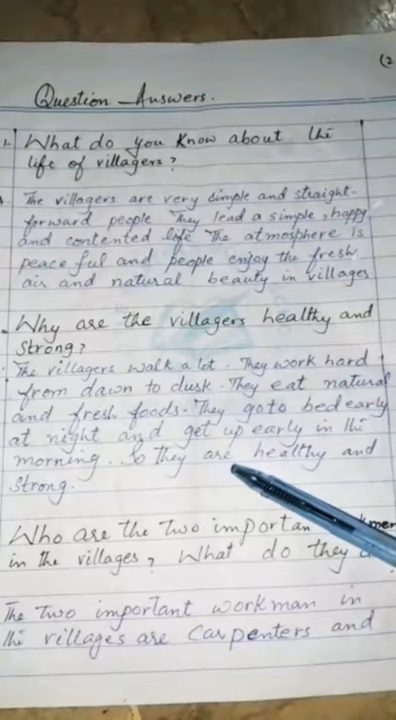 (2
Question - Answers.
1. What do you know about the
life of villagers?
The villagers are very simple and straight-
forward people They lead a simple, happy
and contented life The atmosphere is
peaceful and people enjoy the fresh
air and natural beauty in villages
Why are the villagers healthy and
Strong?
The villagers walk a lot. They work hard
from dawn to dusk. They eat natural
and fresh foods. They goto bed early
at night and get up early in the
morning. So they are healthy and
Strong.
Who are the two importan men
in the villages? What do they
The two important workman in
the villages are Carpenters and